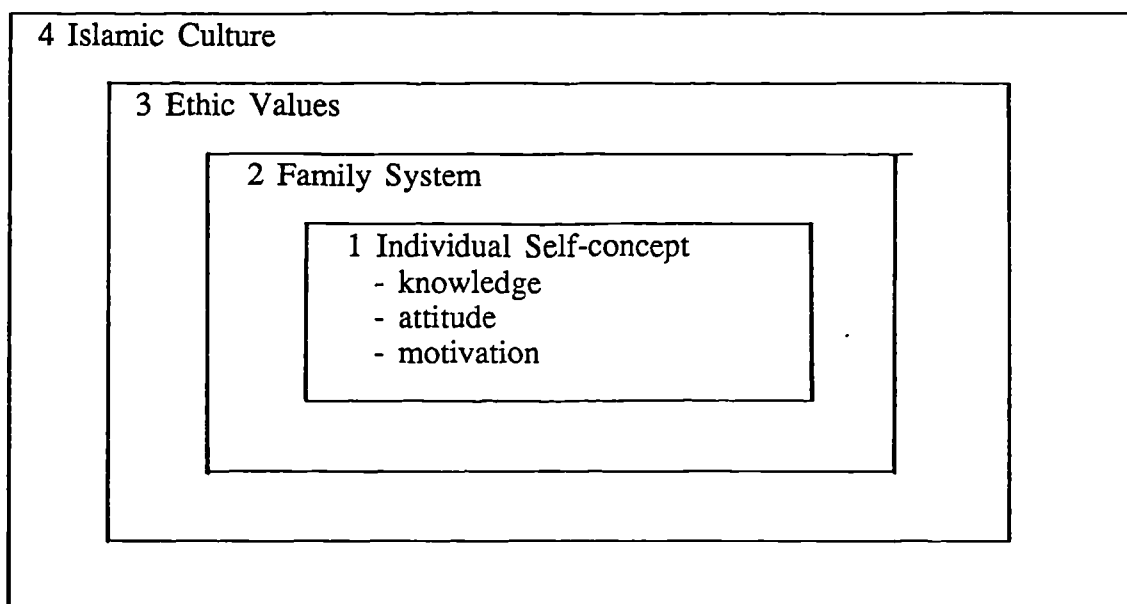 4 Islamic Culture
3 Ethic Values
2 Family System
1 Individual Self-concept
- knowledge
- attitude
- motivation